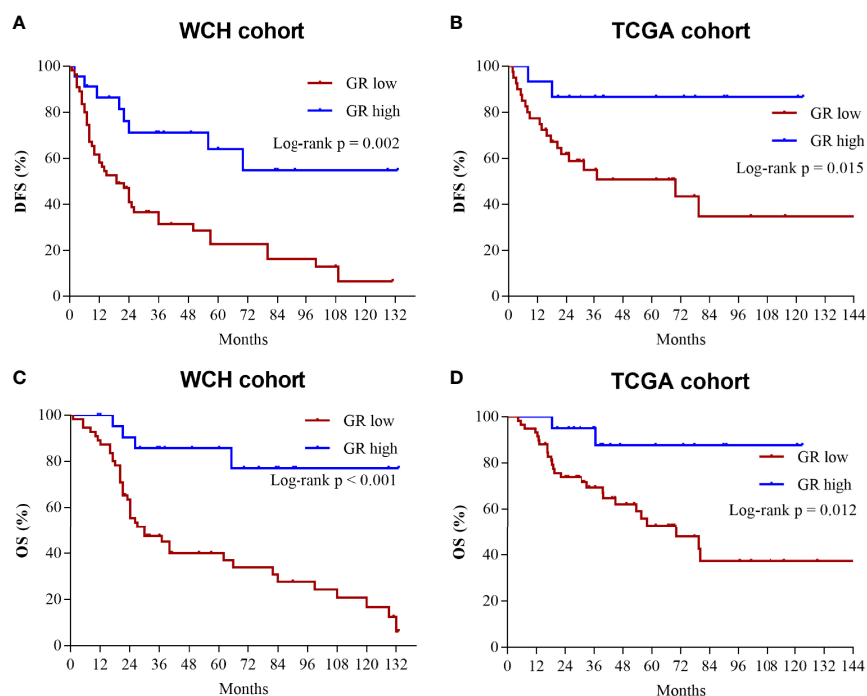 A
WCH cohort
100
80
60
40
20
0
DFS (%)
GR low
GR high
Log-rank p = 0.002
0 12 24 36 48 60 72 84 96 108 120 132
Months
B
TCGA cohort
100
80
60
40
20
0
DFS (%)
GR low
GR high
Log-rank p = 0.015
0 12 24 36 48 60 72 84 96 108 120 132 144
Months
C
WCH cohort
100
80
60
40
20
0
OS (%)
GR low
GR high
Log-rank p < 0.001
0 12 24 36 48 60 72 84 96 108 120 132
Months
D
TCGA cohort
100
80
60
40
20
0
OS (%)
GR low
GR high
Log-rank p = 0.012
0 12 24 36 48 60 72 84 96 108 120 132 144
Months